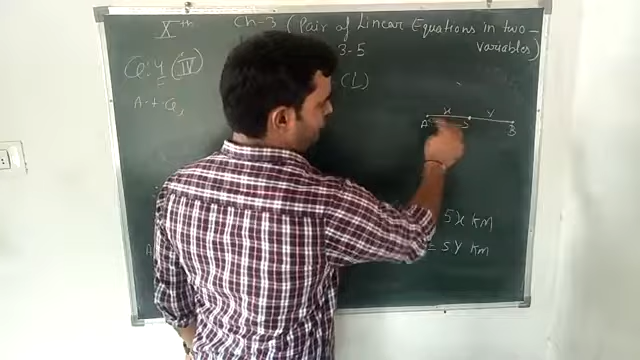 Xth Ch-3 (Pair of Linear Equations in two-
variables)
3-5
Q:4 (IV) (L)
A.t.Q,
x y
A B
5x KM
= 5y KM